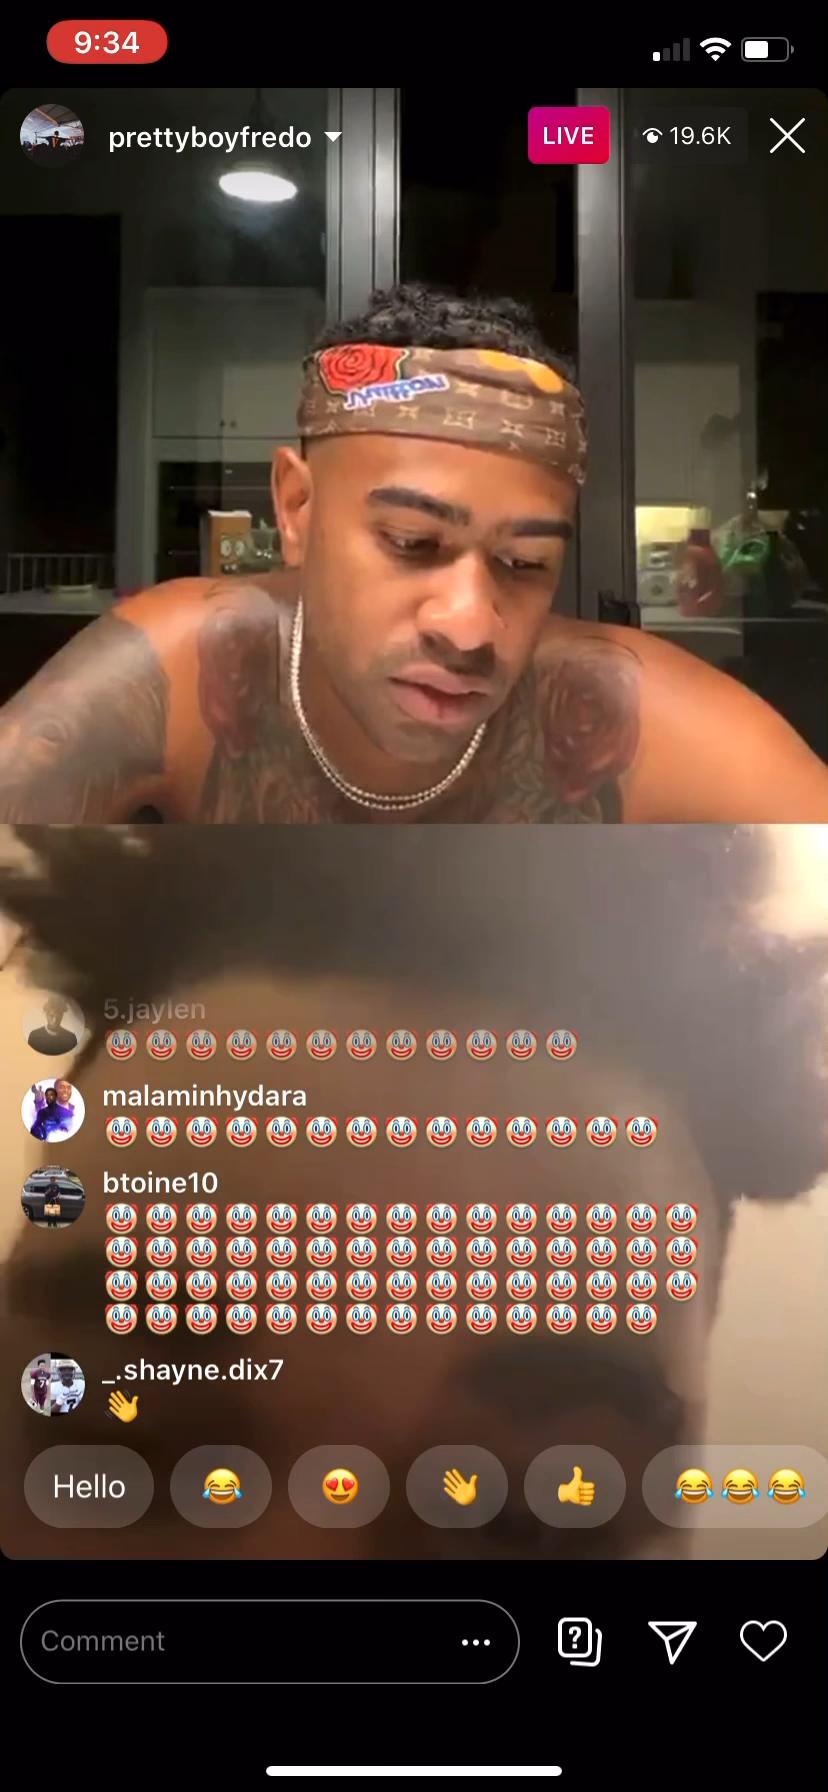 9:34
prettyboyfredo
LIVE
19.6K
5.jaylen
🤡🤡🤡🤡🤡🤡🤡🤡🤡🤡🤡🤡
malaminhydara
🤡🤡🤡🤡🤡🤡🤡🤡🤡🤡🤡🤡🤡🤡
btoine10
🤡🤡🤡🤡🤡🤡🤡🤡🤡🤡🤡🤡🤡🤡🤡
🤡🤡🤡🤡🤡🤡🤡🤡🤡🤡🤡🤡🤡🤡🤡
🤡🤡🤡🤡🤡🤡🤡🤡🤡🤡🤡🤡🤡🤡🤡
🤡🤡🤡🤡🤡🤡🤡🤡🤡🤡🤡🤡🤡🤡
_.shayne.dix7
👋
Hello 😂 😍 👋 👍 😂😂😂
Comment